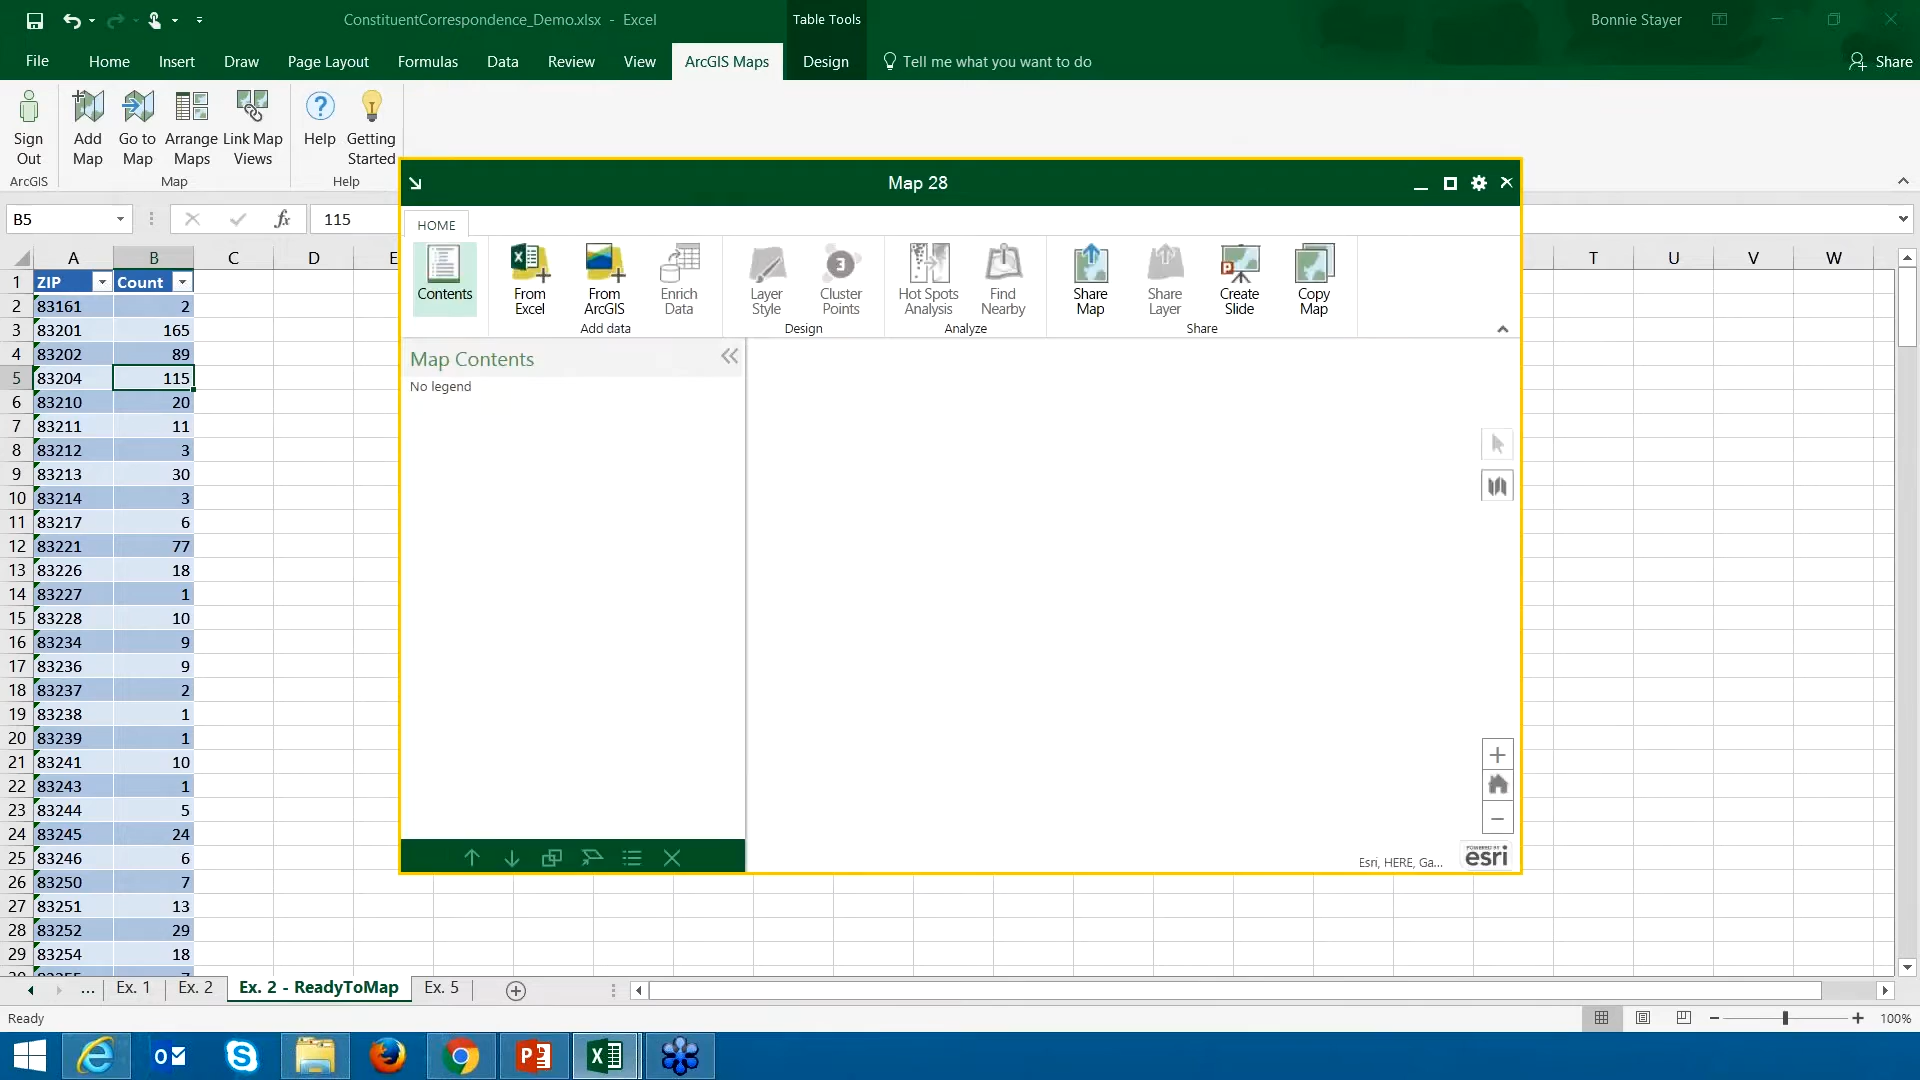 ConstituentCorrespondence_Demo.xlsx - Excel
Table Tools
Bonnie Stayer
File Home Insert Draw Page Layout Formulas Data Review View ArcGIS Maps Design Tell me what you want to do Share
Sign Out
Add Map
Go to Map
Arrange Maps
Link Map Views
Help
Getting Started
ArcGIS Map Help
B5 fx 115
Map 28
HOME
Contents
From Excel
From ArcGIS
Enrich Data
Layer Style
3
Cluster Points
Hot Spots Analysis
Find Nearby
Share Map
Share Layer
Create Slide
Copy Map
Add data Design Analyze Share
Map Contents
No legend
Esri, HERE, Ga...
POWERED BY
esri
A B C D E T U V W
1 ZIP Count
2 83161 2
3 83201 165
4 83202 89
5 83204 115
6 83210 20
7 83211 11
8 83212 3
9 83213 30
10 83214 3
11 83217 6
12 83221 77
13 83226 18
14 83227 1
15 83228 10
16 83234 9
17 83236 9
18 83237 2
19 83238 1
20 83239 1
21 83241 10
22 83243 1
23 83244 5
24 83245 24
25 83246 6
26 83250 7
27 83251 13
28 83252 29
29 83254 18
... Ex. 1 Ex. 2 Ex. 2 - ReadyToMap Ex. 5
Ready
100%